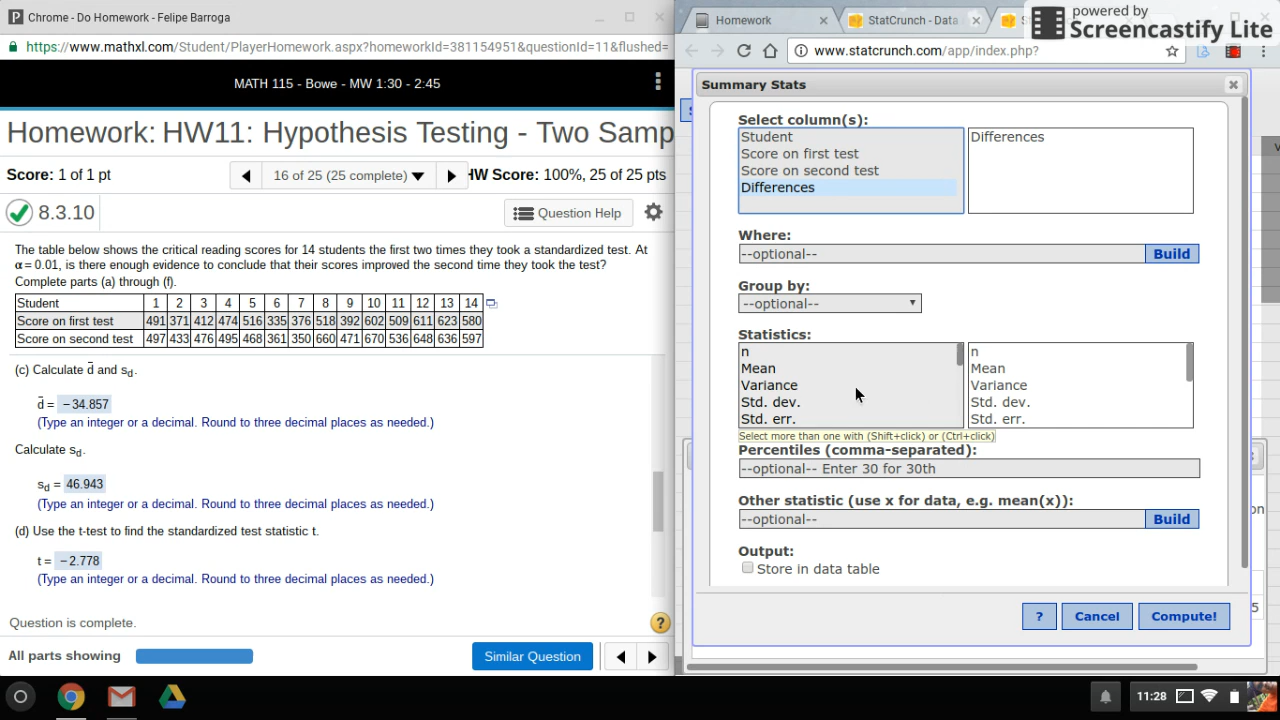 Chrome - Do Homework - Felipe Barroga
https://www.mathxl.com/Student/PlayerHomework.aspx?homeworkId=381154951&questionId=11&flushed=
MATH 115 - Bowe - MW 1:30 - 2:45
Homework: HW11: Hypothesis Testing - Two Samp
Score: 1 of 1 pt
16 of 25 (25 complete)
HW Score: 100%, 25 of 25 pts
8.3.10
Question Help
The table below shows the critical reading scores for 14 students the first two times they took a standardized test. At
α = 0.01, is there enough evidence to conclude that their scores improved the second time they took the test?
Complete parts (a) through (f).
Student 1 2 3 4 5 6 7 8 9 10 11 12 13 14
Score on first test 491 371 412 474 516 335 376 518 392 602 509 611 623 580
Score on second test 497 433 476 495 468 361 350 660 471 670 536 648 636 597
(c) Calculate d̄ and sd.
d̄ = −34.857
(Type an integer or a decimal. Round to three decimal places as needed.)
Calculate sd.
sd = 46.943
(Type an integer or a decimal. Round to three decimal places as needed.)
(d) Use the t-test to find the standardized test statistic t.
t = −2.778
(Type an integer or a decimal. Round to three decimal places as needed.)
Question is complete.
?
All parts showing
Similar Question
Homework
StatCrunch - Data
powered by
Screencastify Lite
www.statcrunch.com/app/index.php?
Summary Stats
Select column(s):
Student
Score on first test
Score on second test
Differences
Differences
Where:
--optional--
Build
Group by:
--optional--
Statistics:
n
Mean
Variance
Std. dev.
Std. err.
n
Mean
Variance
Std. dev.
Std. err.
Select more than one with (Shift+click) or (Ctrl+click)
Percentiles (comma-separated):
--optional-- Enter 30 for 30th
Other statistic (use x for data, e.g. mean(x)):
--optional--
Build
Output:
Store in data table
?
Cancel
Compute!
on
5
11:28